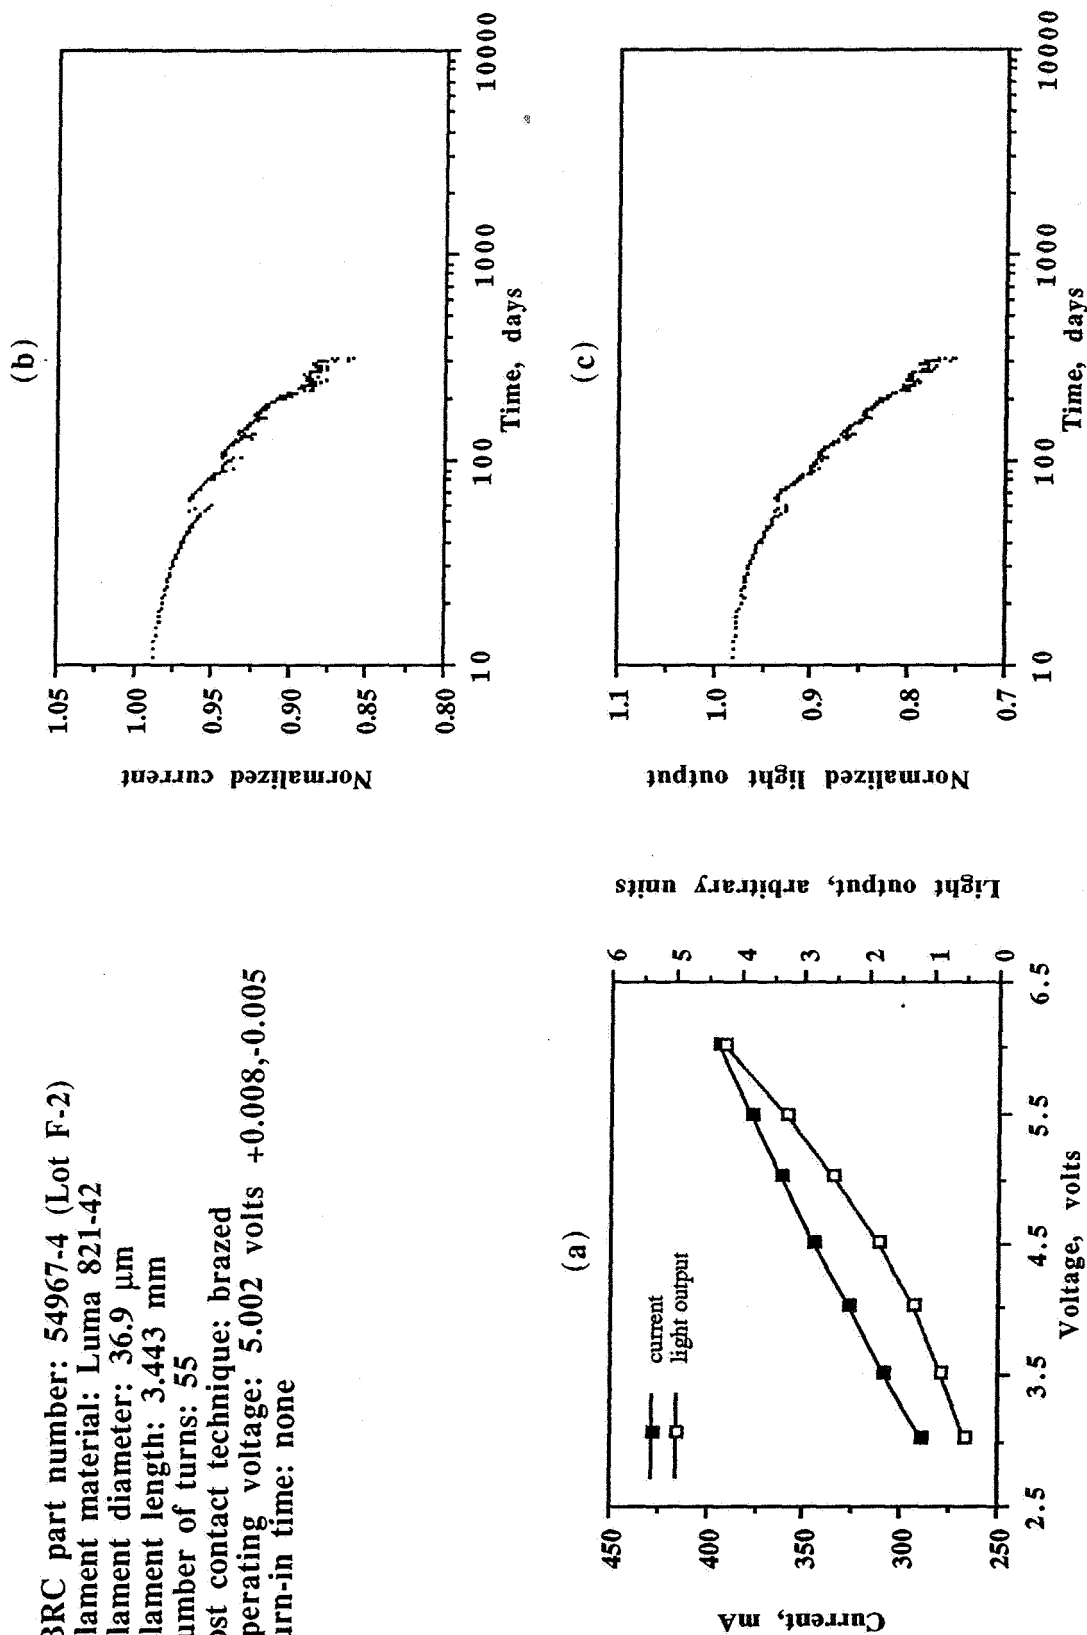 BRC part number: 54967-4 (Lot F-2)
lament material: Luma 821-42
lament diameter: 36.9 µm
lament length: 3.443 mm
umber of turns: 55
ost contact technique: brazed
perating voltage: 5.002 volts +0.008,-0.005
urn-in time: none
(a)
current
light output
450
400
350
300
250
Current, mA
6
5
4
3
2
1
0
Light output, arbitrary units
2.5
3.5
4.5
5.5
6.5
Voltage, volts
(b)
1.05
1.00
0.95
0.90
0.85
0.80
Normalized current
10
100
1000
10000
Time, days
(c)
1.1
1.0
0.9
0.8
0.7
Normalized light output
10
100
1000
10000
Time, days